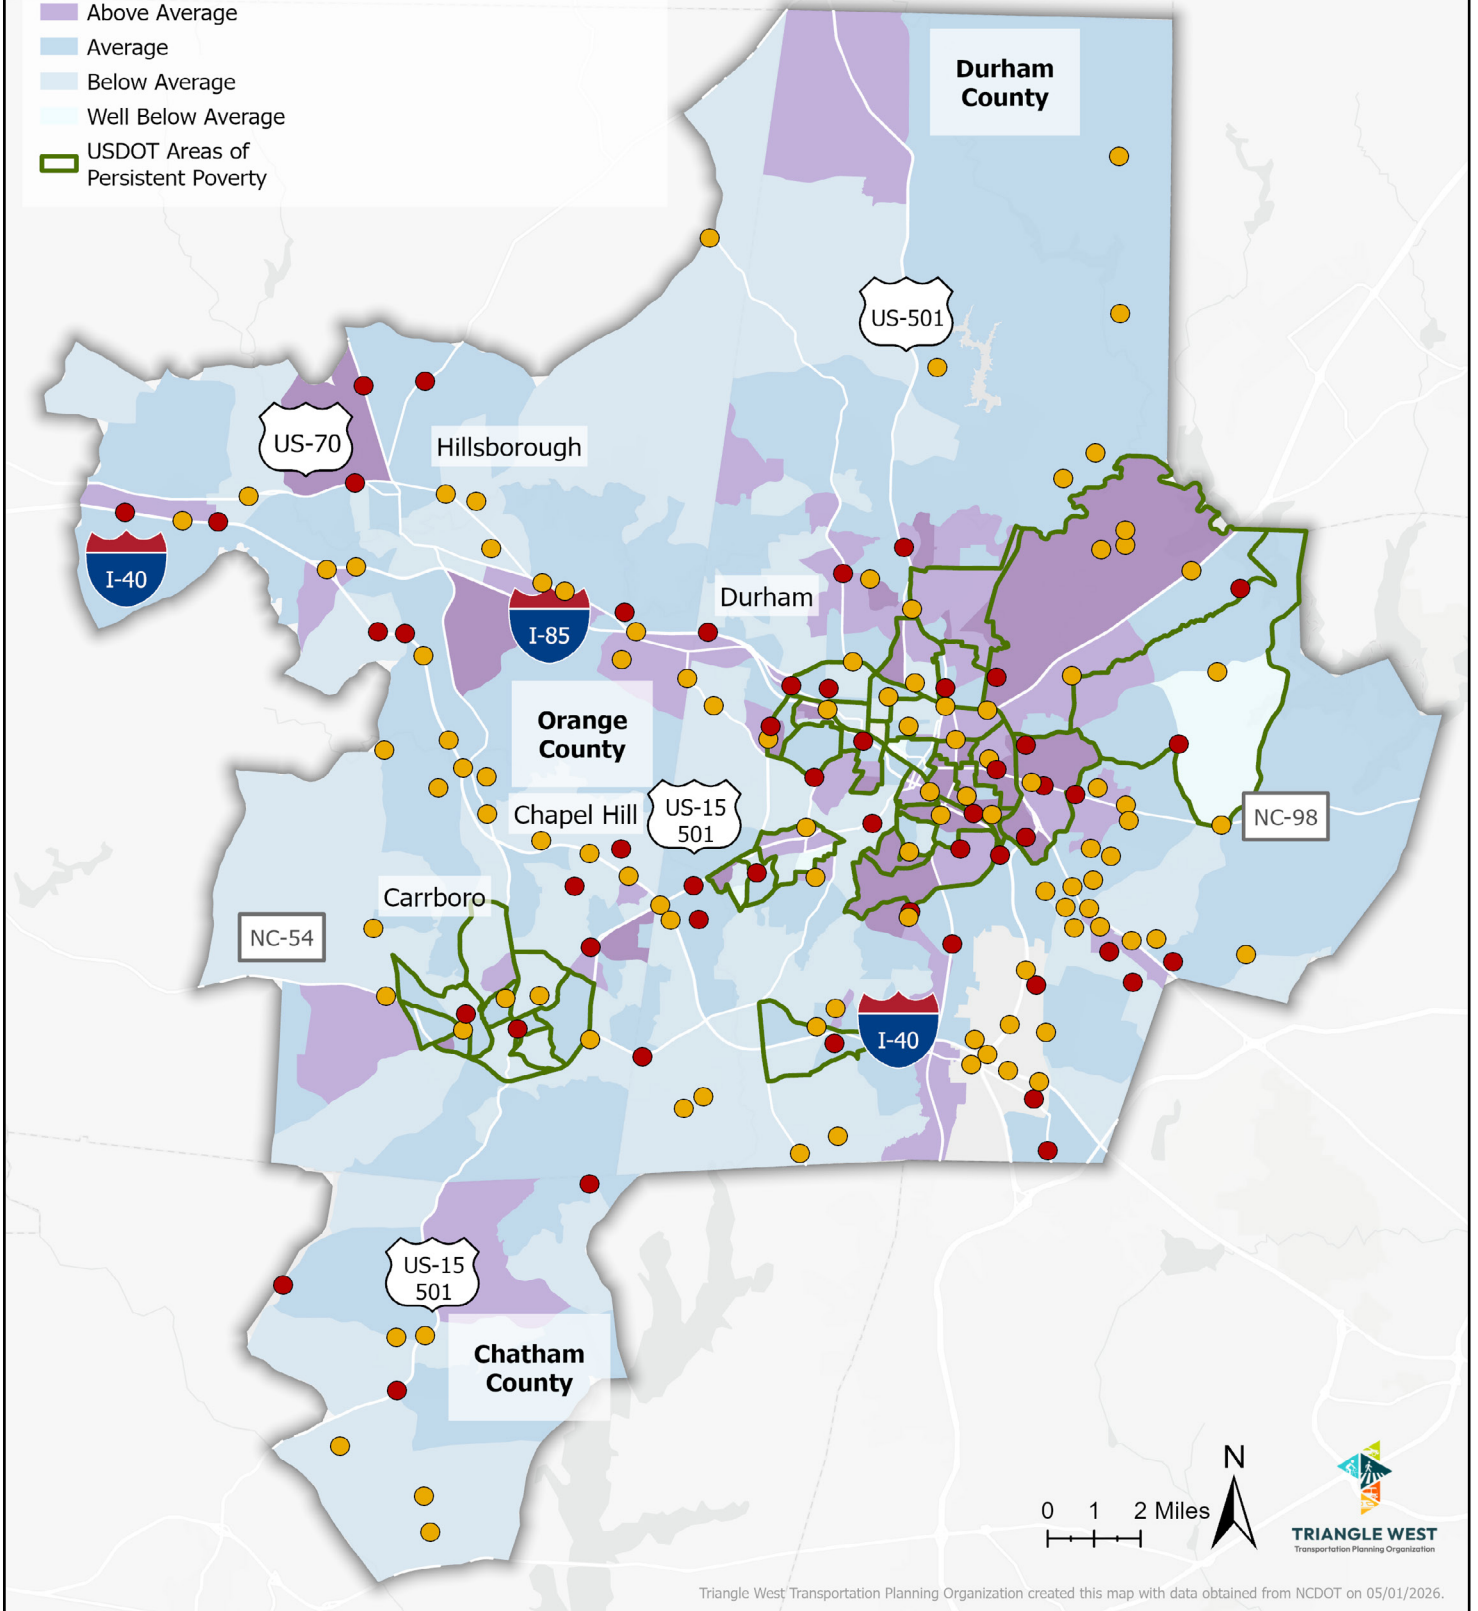 Above Average
Average
Below Average
Well Below Average
USDOT Areas of
Persistent Poverty
Durham
County
US-501
US-70
Hillsborough
I-40
Durham
I-85
Orange
County
Chapel Hill
US-15
501
NC-98
Carrboro
NC-54
I-40
US-15
501
Chatham
County
N
0 1 2 Miles
TRIANGLE WEST
Transportation Planning Organization
Triangle West Transportation Planning Organization created this map with data obtained from NCDOT on 05/01/2026.